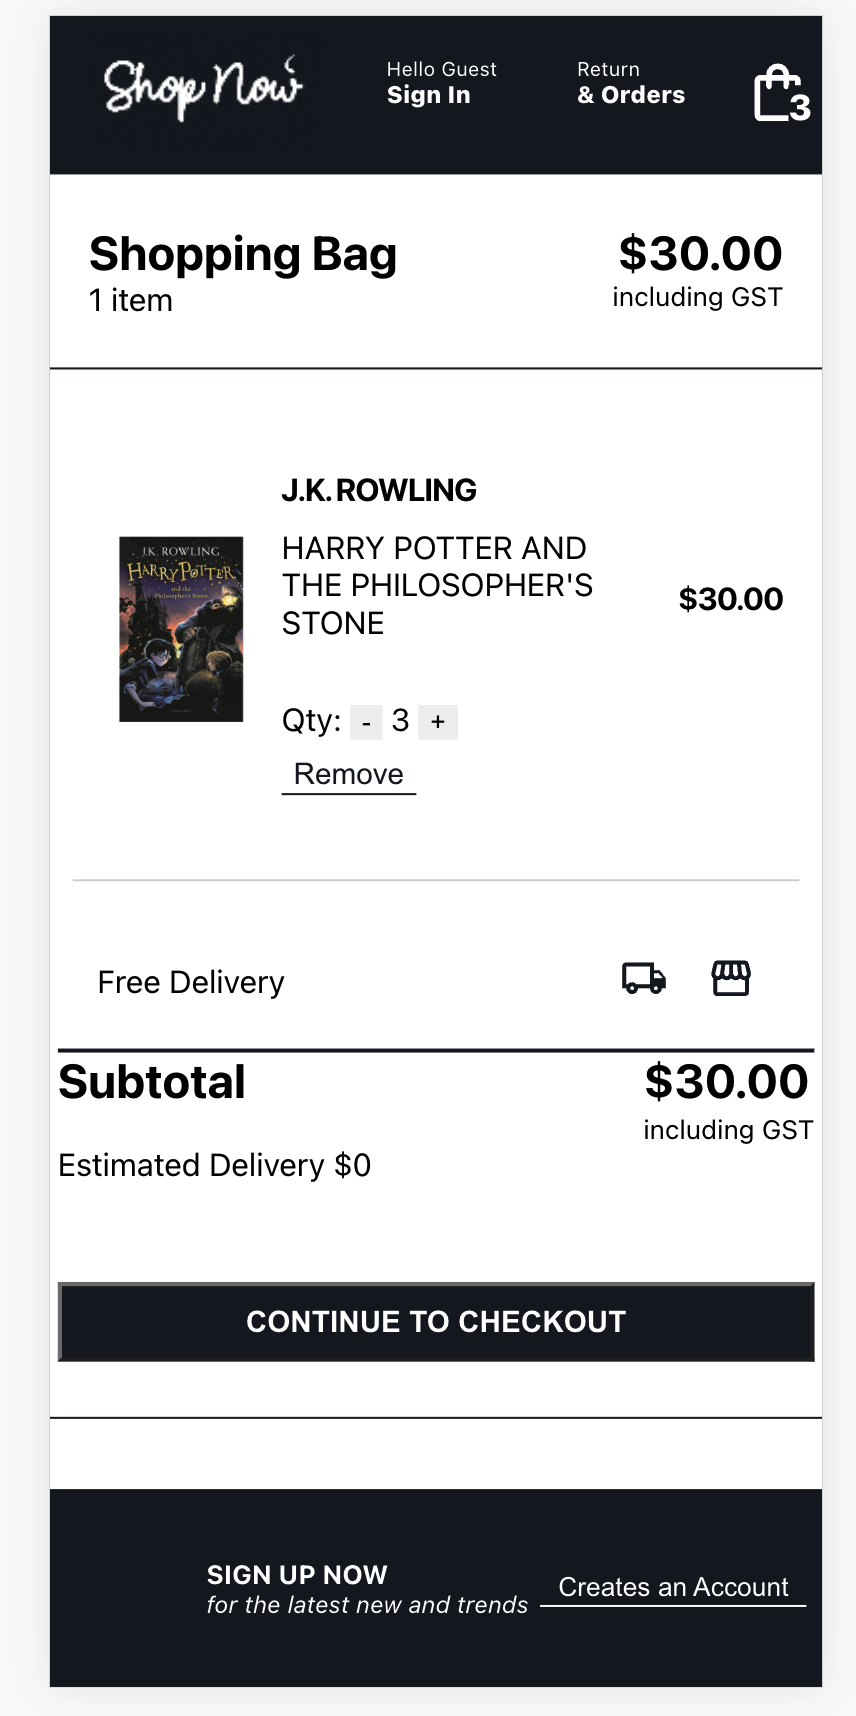 Shop Now
Hello Guest
Sign In
Return
& Orders
3
Shopping Bag
$30.00
1 item
including GST
J.K. ROWLING
J.K. ROWLING
HARRY POTTER
and the
Philosopher's Stone
HARRY POTTER AND
THE PHILOSOPHER'S
STONE
$30.00
Qty: - 3 +
Remove
Free Delivery
Subtotal
$30.00
including GST
Estimated Delivery $0
CONTINUE TO CHECKOUT
SIGN UP NOW
for the latest new and trends
Creates an Account